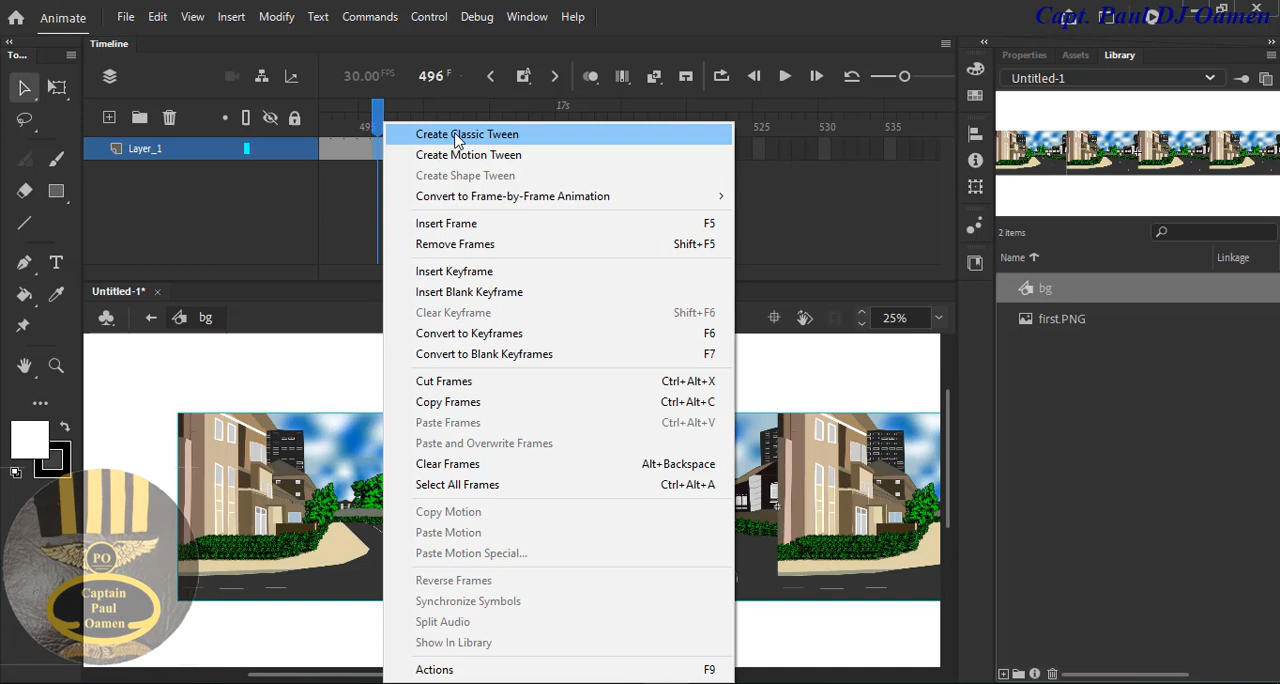 Animate File Edit View Insert Modify Text Commands Control Debug Window Help
Capt. Paul DJ Oamen
To... Timeline Properties Assets Library
30.00 FPS 496 F Untitled-1
17s
525 530 535
Layer_1
Create Classic Tween
Create Motion Tween
Create Shape Tween
Convert to Frame-by-Frame Animation
Insert Frame F5
Remove Frames Shift+F5
Insert Keyframe
Insert Blank Keyframe
Clear Keyframe Shift+F6
Convert to Keyframes F6
Convert to Blank Keyframes F7
Cut Frames Ctrl+Alt+X
Copy Frames Ctrl+Alt+C
Paste Frames Ctrl+Alt+V
Paste and Overwrite Frames
Clear Frames Alt+Backspace
Select All Frames Ctrl+Alt+A
Copy Motion
Paste Motion
Paste Motion Special...
Reverse Frames
Synchronize Symbols
Split Audio
Show In Library
Actions F9
2 items
Name Linkage
bg
first.PNG
Untitled-1*
bg 25%
PO
Captain
Paul
Oamen